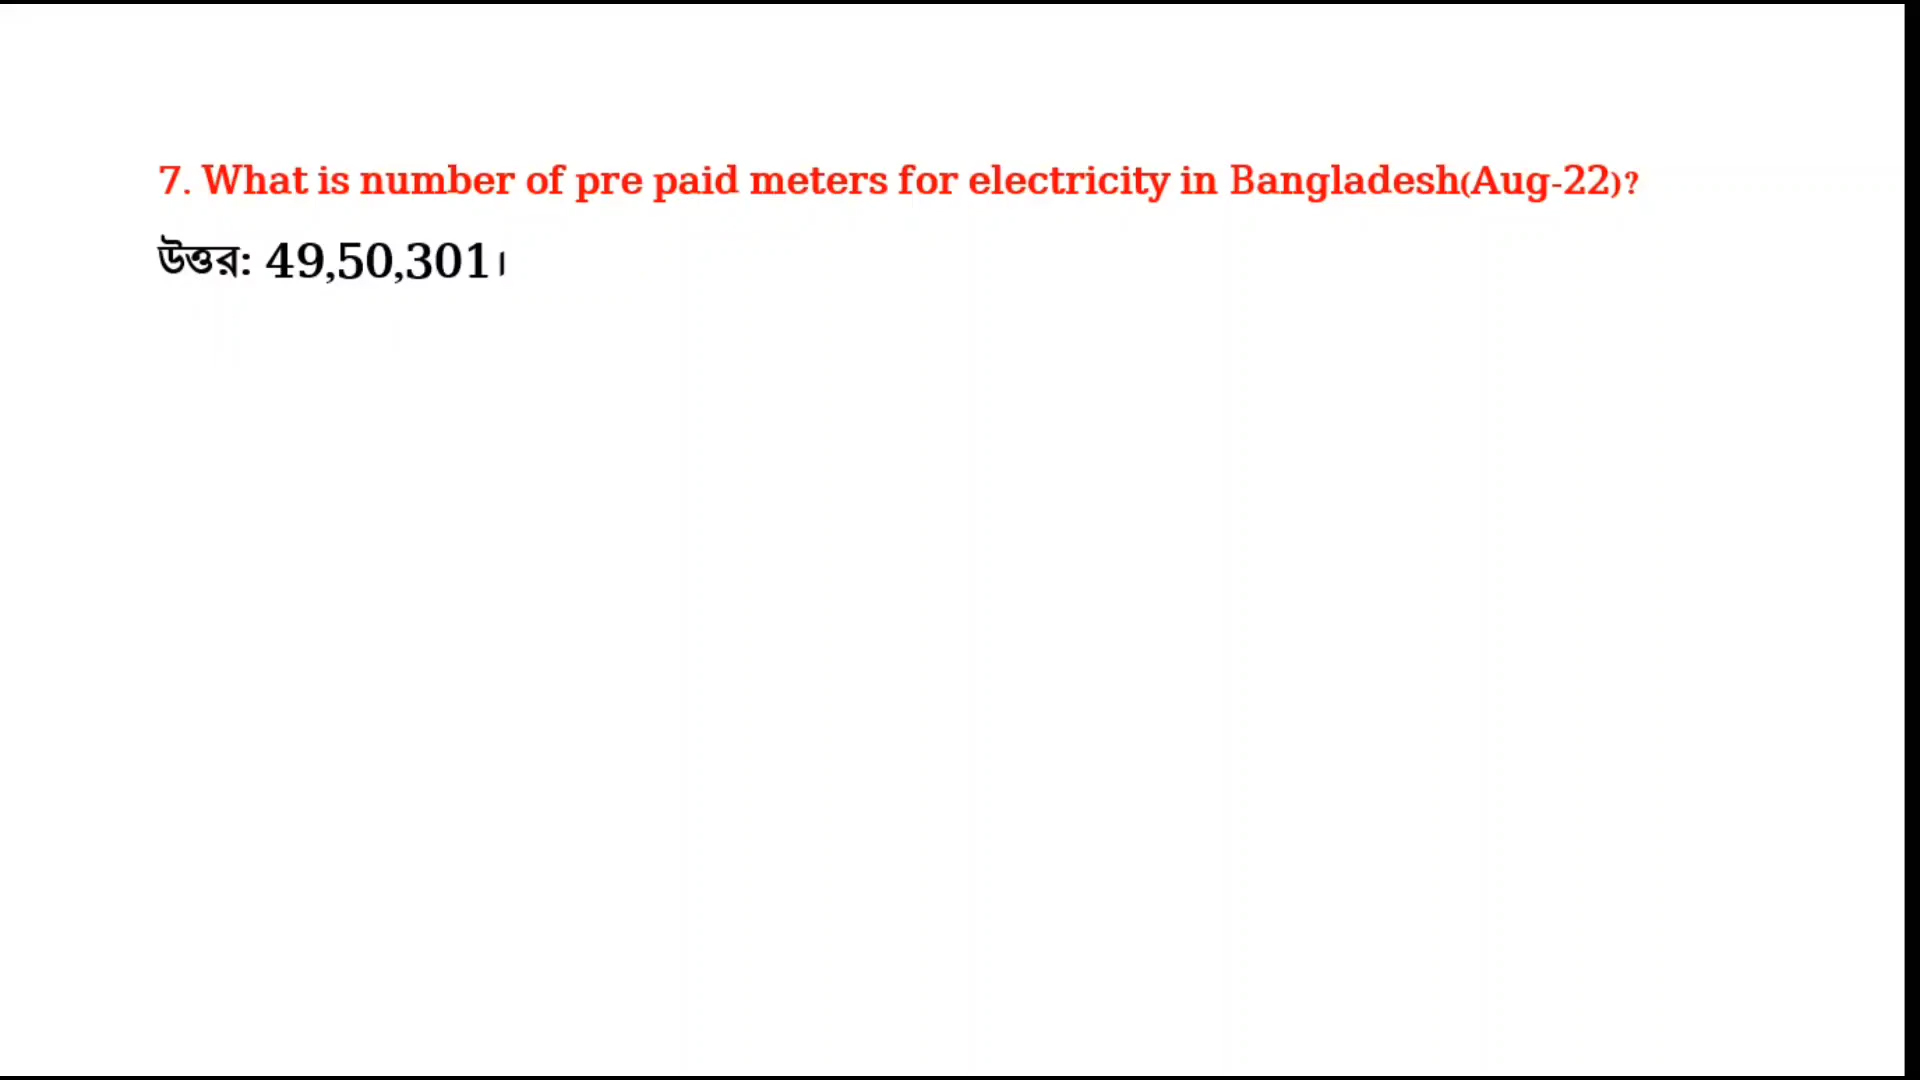 7. What is number of pre paid meters for electricity in Bangladesh(Aug-22)?
উত্তর: 49,50,301।